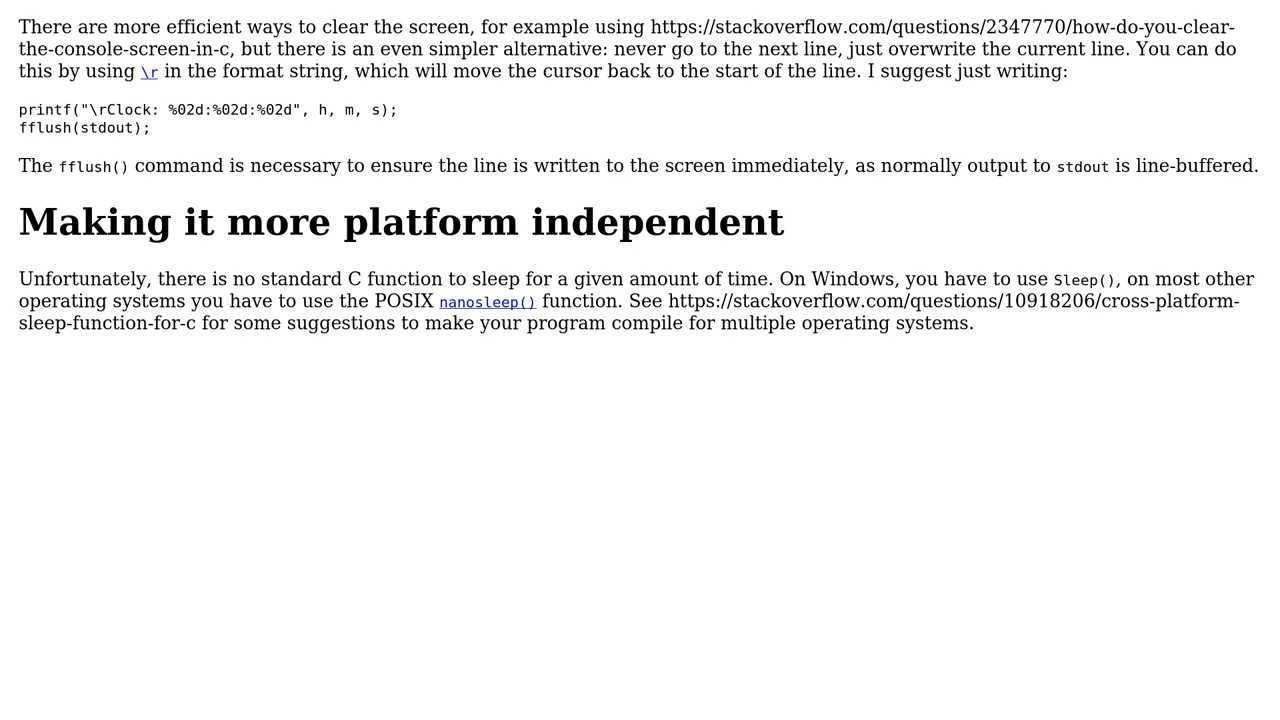 There are more efficient ways to clear the screen, for example using https://stackoverflow.com/questions/2347770/how-do-you-clear-
the-console-screen-in-c, but there is an even simpler alternative: never go to the next line, just overwrite the current line. You can do
this by using \r in the format string, which will move the cursor back to the start of the line. I suggest just writing:
printf("\rClock: %02d:%02d:%02d", h, m, s);
fflush(stdout);
The fflush() command is necessary to ensure the line is written to the screen immediately, as normally output to stdout is line-buffered.
Making it more platform independent
Unfortunately, there is no standard C function to sleep for a given amount of time. On Windows, you have to use Sleep(), on most other
operating systems you have to use the POSIX nanosleep() function. See https://stackoverflow.com/questions/10918206/cross-platform-
sleep-function-for-c for some suggestions to make your program compile for multiple operating systems.